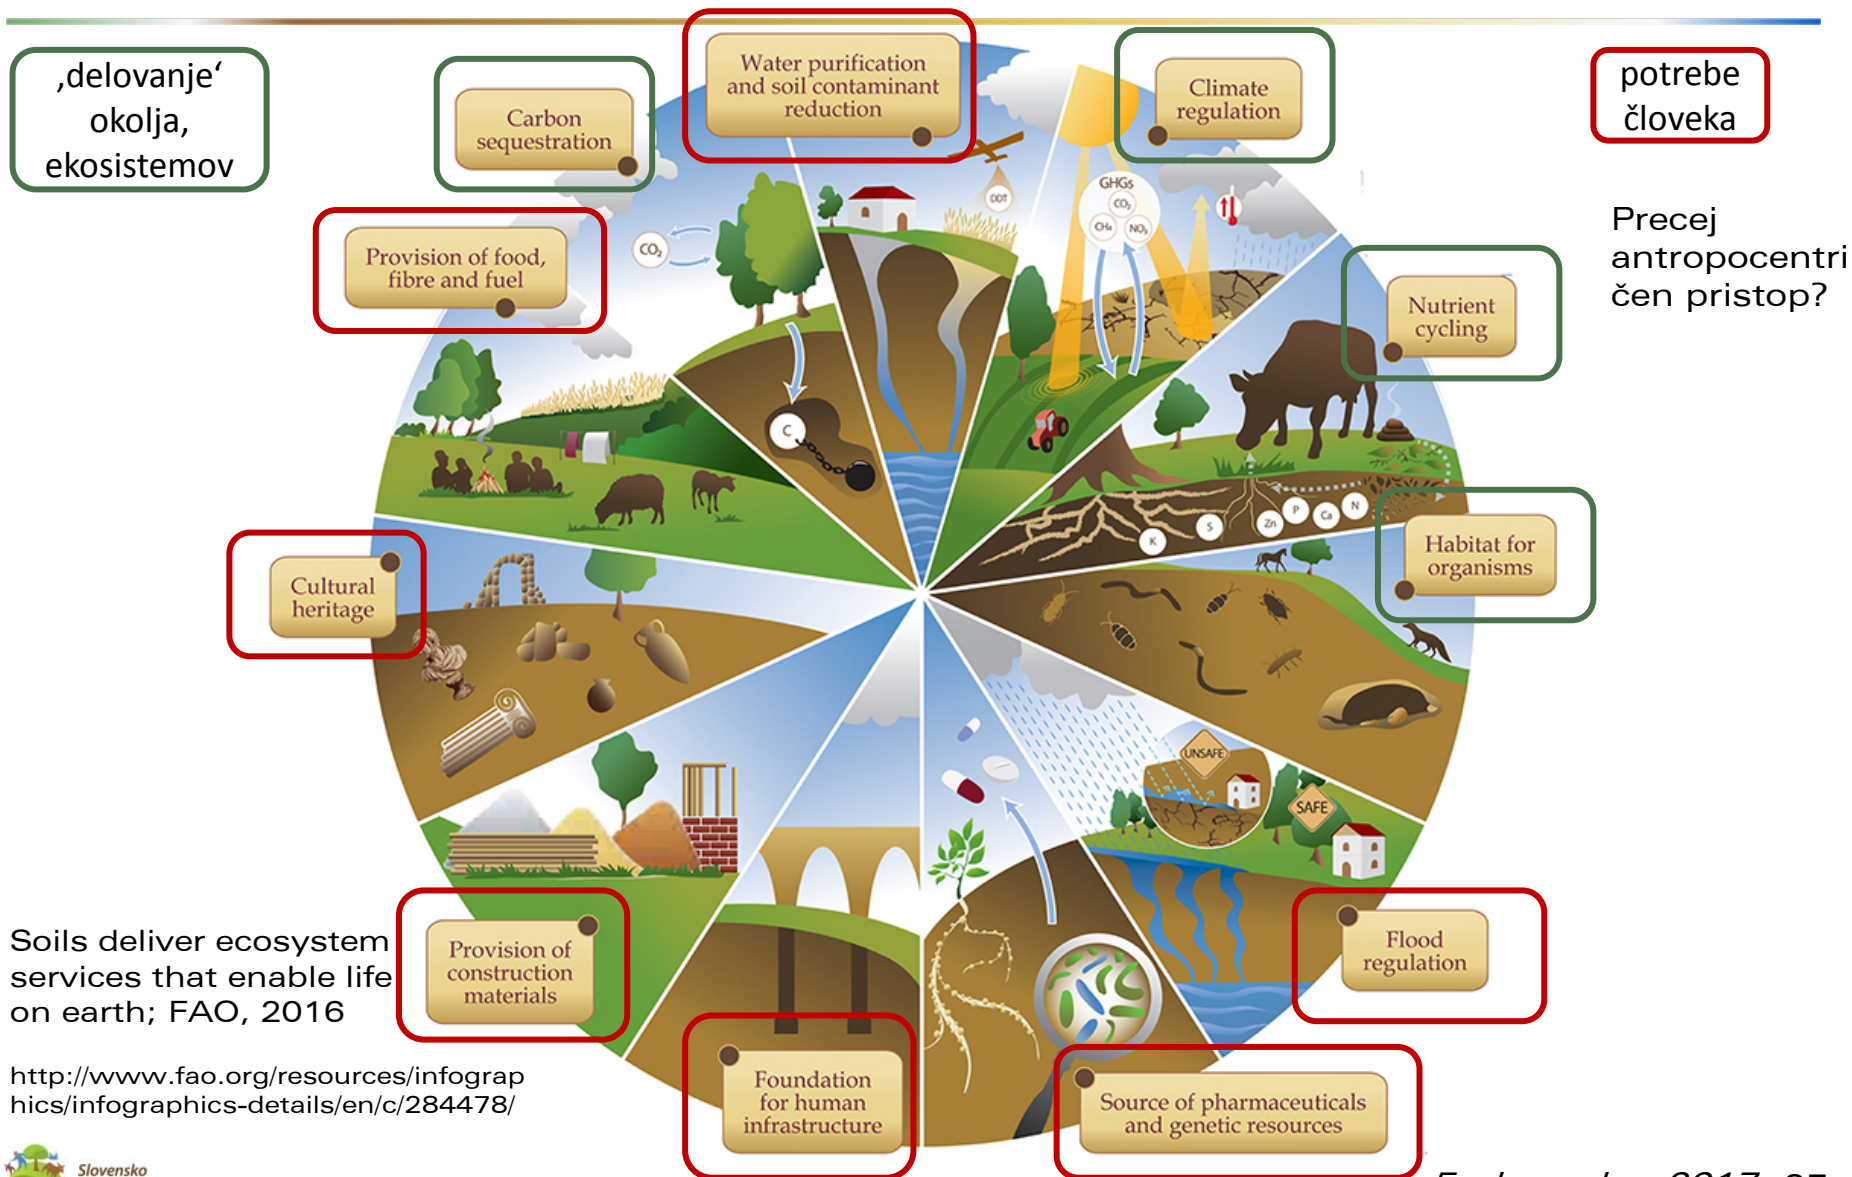 ‚delovanje‘
okolja,
ekosistemov
Carbon
sequestration
Water purification
and soil contaminant
reduction
Climate
regulation
potrebe
človeka
Precej
antropocentri
čen pristop?
Provision of food,
fibre and fuel
CO₂
DDT
GHGs
CO₂
CH₄
NO₃
Nutrient
cycling
C
K
S
Zn
P
Ca
N
Habitat for
organisms
Cultural
heritage
UNSAFE
SAFE
Soils deliver ecosystem
services that enable life
on earth; FAO, 2016
http://www.fao.org/resources/infograp
hics/infographics-details/en/c/284478/
Provision of
construction
materials
Flood
regulation
Foundation
for human
infrastructure
Source of pharmaceuticals
and genetic resources
Slovensko
2017